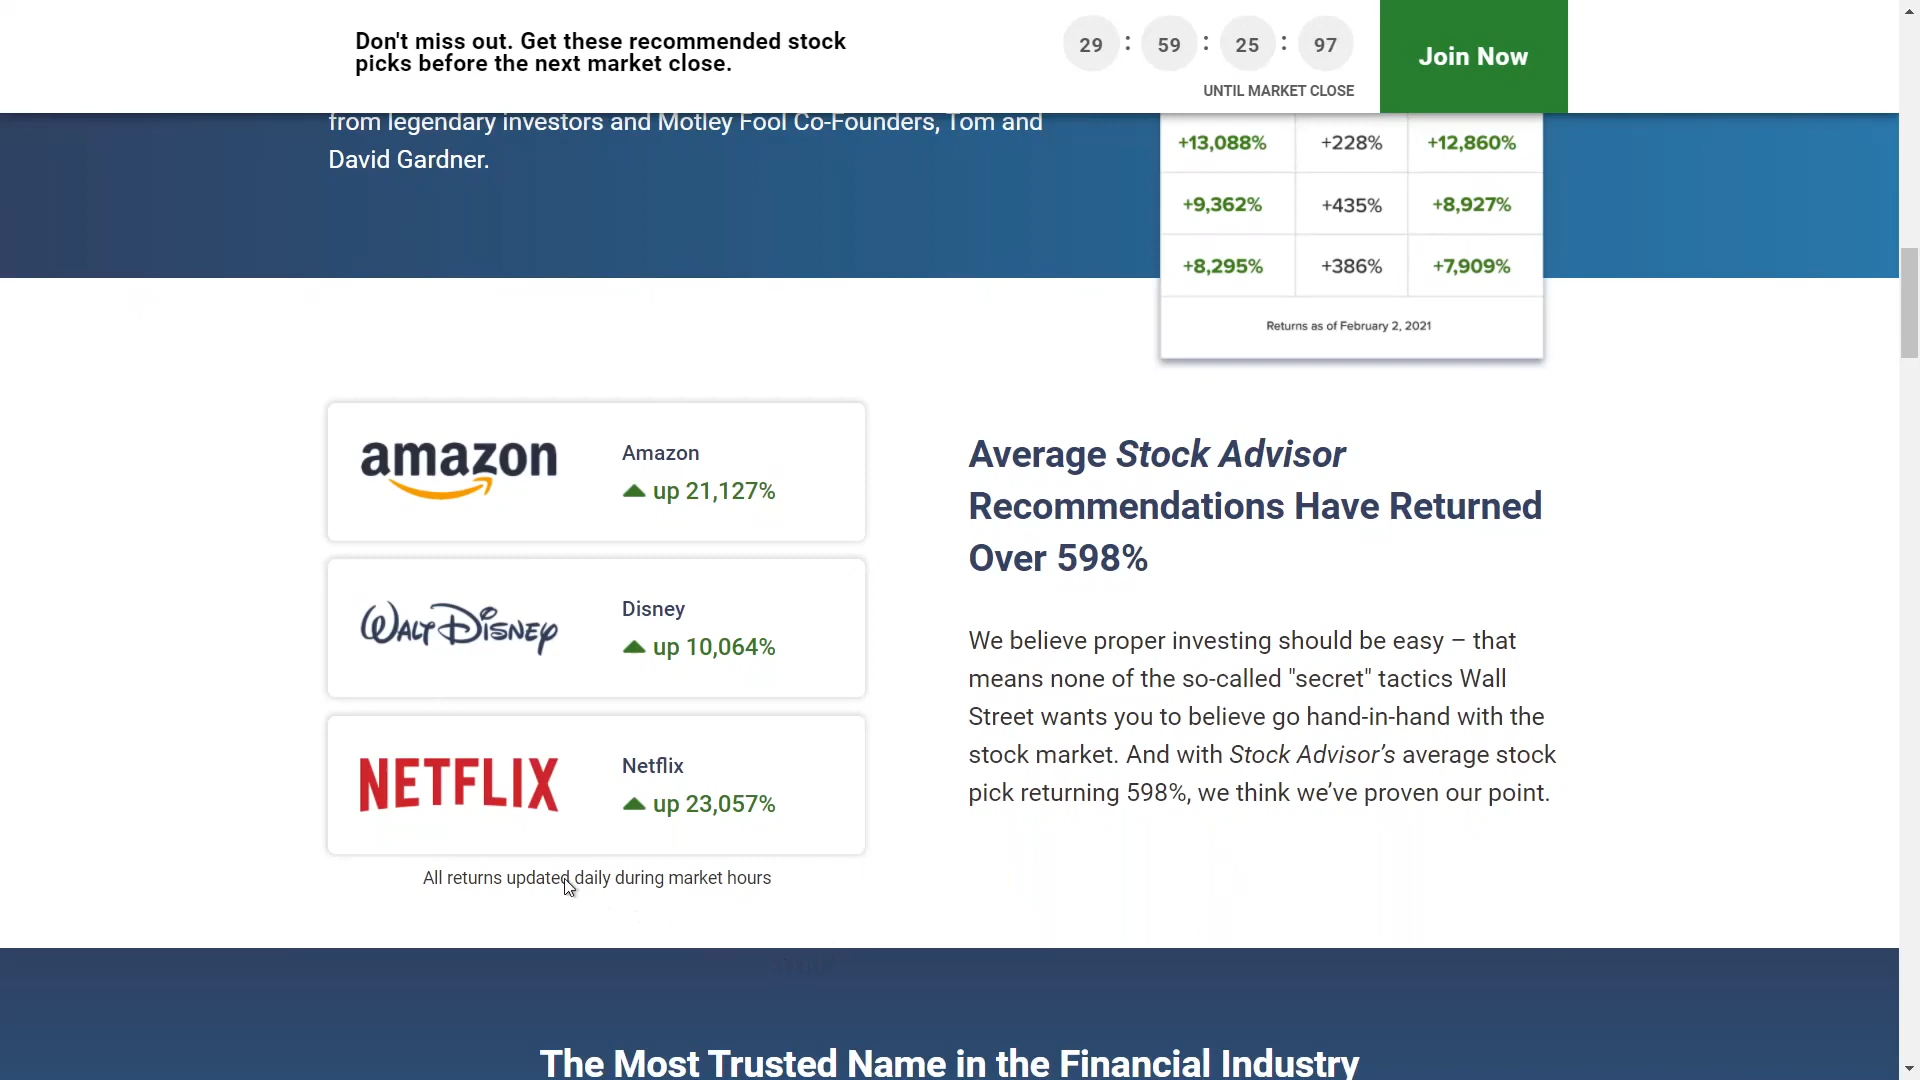 Don't miss out. Get these recommended stock
picks before the next market close.
29 : 59 : 25 : 97
UNTIL MARKET CLOSE
Join Now
from legendary investors and Motley Fool Co-Founders, Tom and
David Gardner.
+13,088% +228% +12,860%
+9,362% +435% +8,927%
+8,295% +386% +7,909%
Returns as of February 2, 2021
amazon
Amazon
up 21,127%
WALT DISNEY
Disney
up 10,064%
NETFLIX
Netflix
up 23,057%
All returns updated daily during market hours
Average Stock Advisor
Recommendations Have Returned
Over 598%
We believe proper investing should be easy – that
means none of the so-called "secret" tactics Wall
Street wants you to believe go hand-in-hand with the
stock market. And with Stock Advisor’s average stock
pick returning 598%, we think we’ve proven our point.
The Most Trusted Name in the Financial Industry